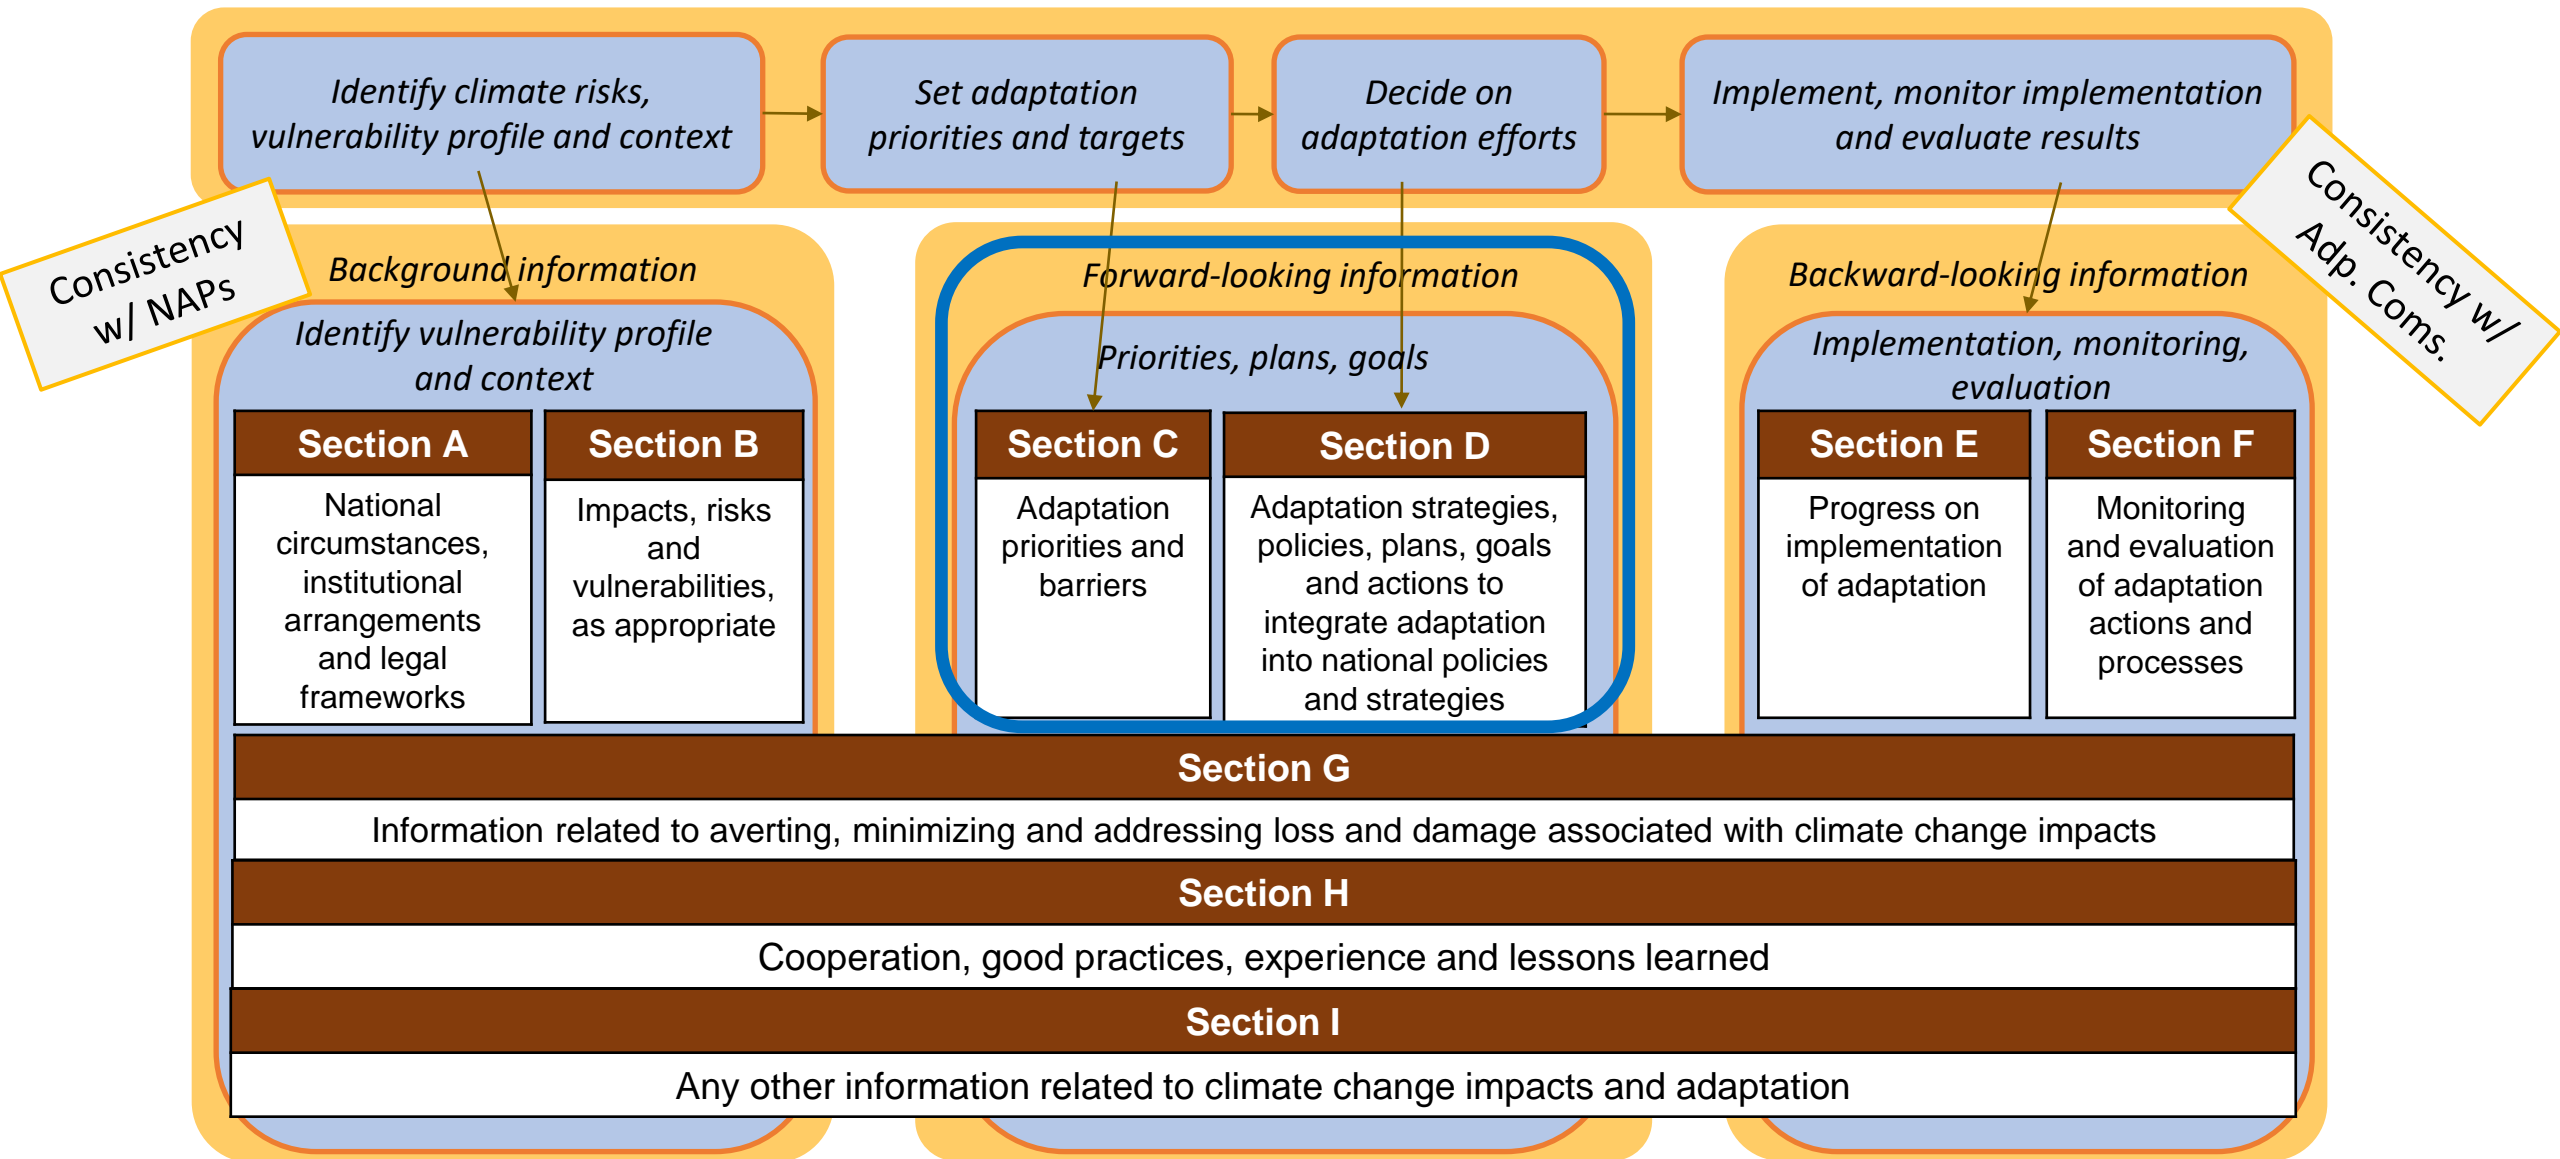 Identify climate risks,
vulnerability profile and context
Set adaptation
priorities and targets
Decide on
adaptation efforts
Implement, monitor implementation
and evaluate results
Consistency
w/ NAPs
Consistency w/
Adp. Coms.
Background information
Identify vulnerability profile
and context
Section A
National
circumstances,
institutional
arrangements
and legal
frameworks
Section B
Impacts, risks
and
vulnerabilities,
as appropriate
Forward-looking information
Priorities, plans, goals
Section C
Adaptation
priorities and
barriers
Section D
Adaptation strategies,
policies, plans, goals
and actions to
integrate adaptation
into national policies
and strategies
Backward-looking information
Implementation, monitoring,
evaluation
Section E
Progress on
implementation
of adaptation
Section F
Monitoring
and evaluation
of adaptation
actions and
processes
Section G
Information related to averting, minimizing and addressing loss and damage associated with climate change impacts
Section H
Cooperation, good practices, experience and lessons learned
Section I
Any other information related to climate change impacts and adaptation